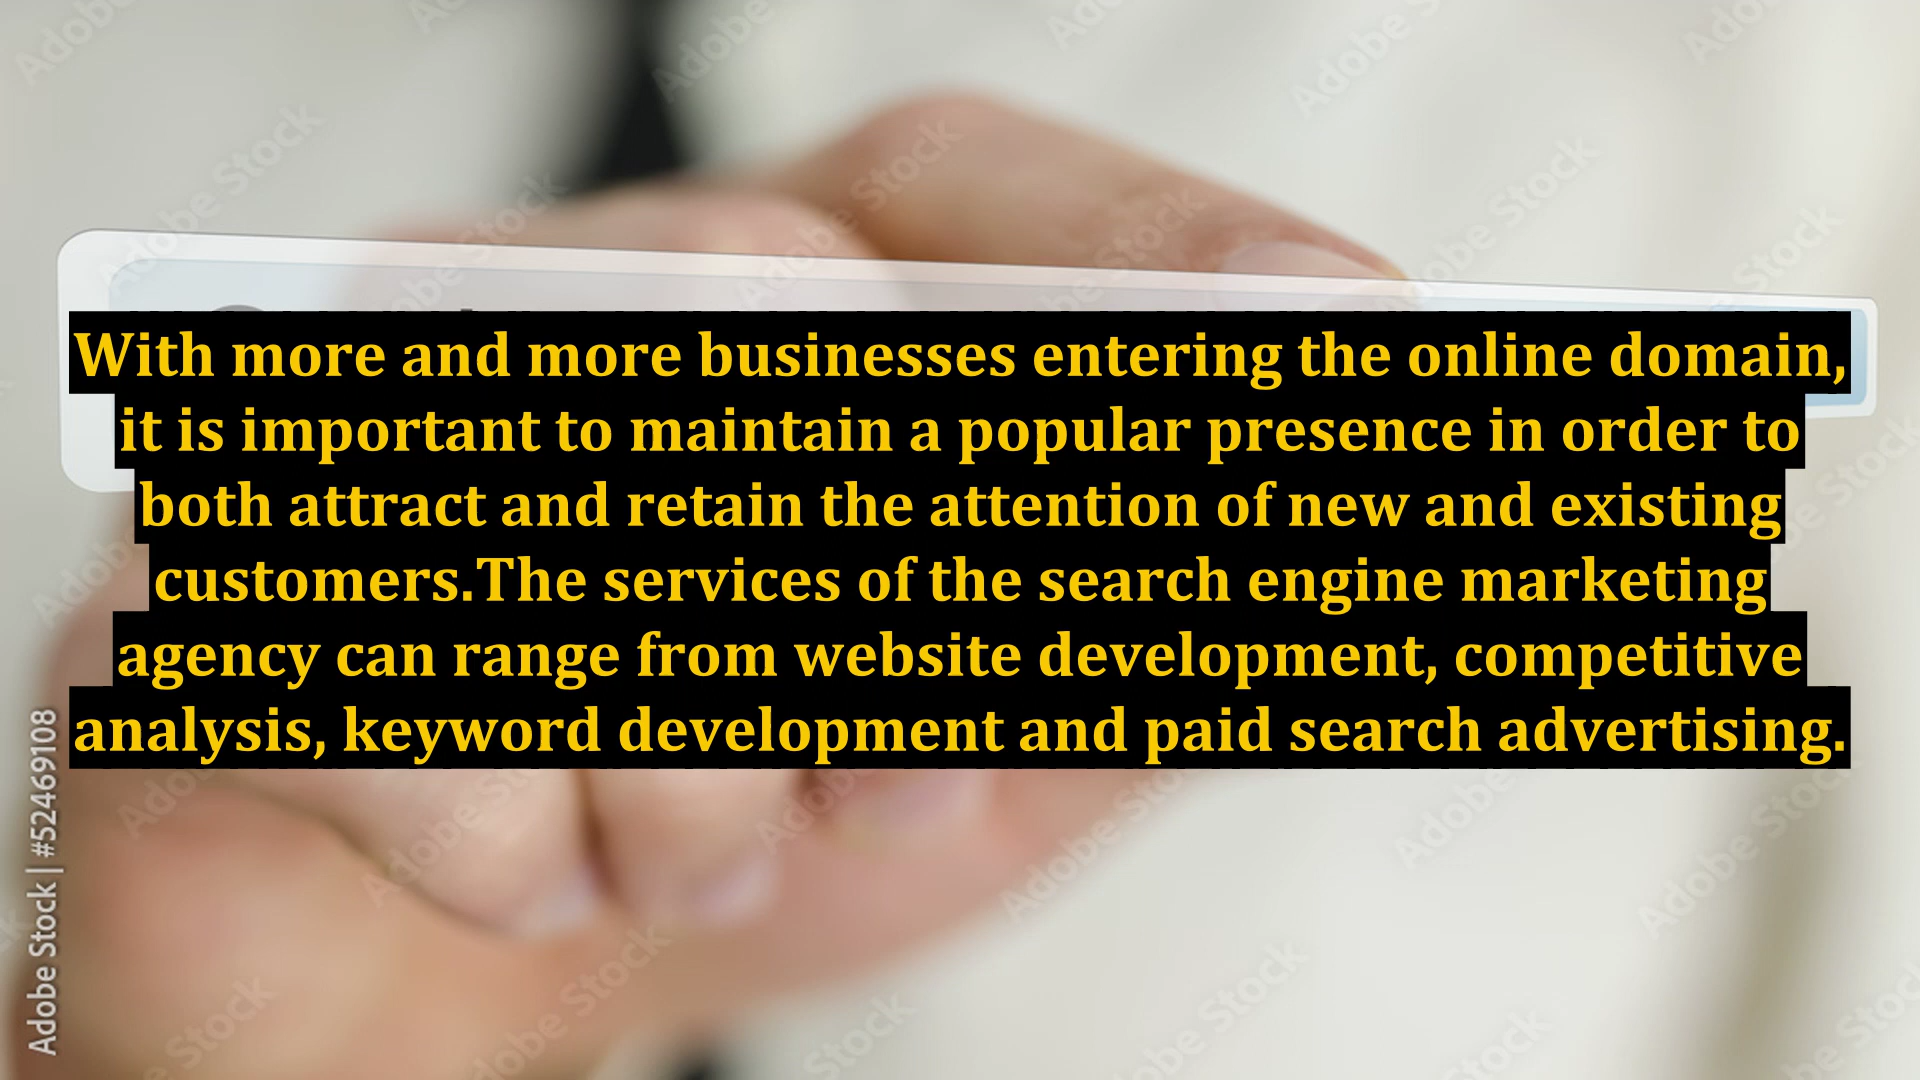 With more and more businesses entering the online domain,
it is important to maintain a popular presence in order to
both attract and retain the attention of new and existing
customers.The services of the search engine marketing
agency can range from website development, competitive
analysis, keyword development and paid search advertising.
Adobe Stock | #52469108
Adobe Stock